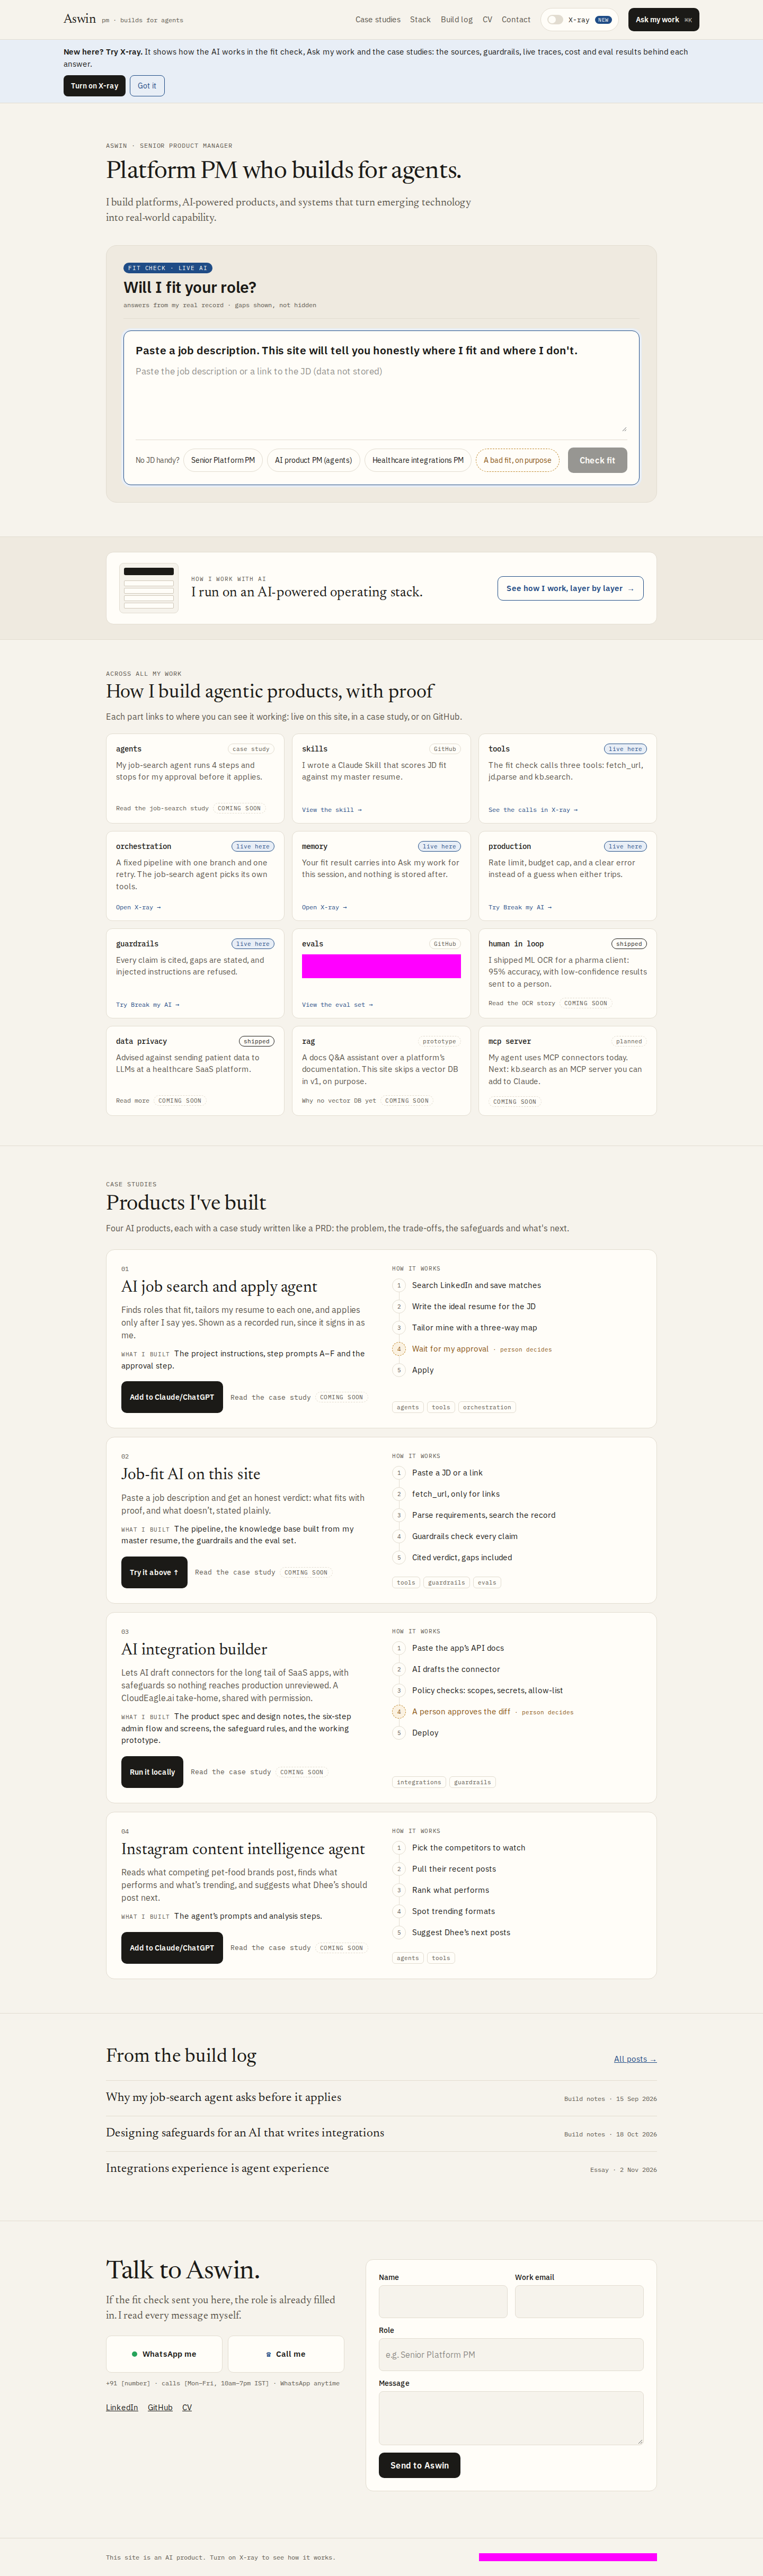 Aswin pm · builds for agents
Case studies Stack Build log CV Contact X-ray NEW Ask my work ⌘K
New here? Try X-ray. It shows how the AI works in the fit check, Ask my work and the case studies: the sources, guardrails, live traces, cost and eval results behind each
answer.
Turn on X-ray Got it
ASWIN · SENIOR PRODUCT MANAGER
Platform PM who builds for agents.
I build platforms, AI-powered products, and systems that turn emerging technology
into real-world capability.
FIT CHECK · LIVE AI
Will I fit your role?
answers from my real record · gaps shown, not hidden
Paste a job description. This site will tell you honestly where I fit and where I don't.
Paste the job description or a link to the JD (data not stored)
No JD handy? Senior Platform PM AI product PM (agents) Healthcare integrations PM A bad fit, on purpose Check fit
HOW I WORK WITH AI
I run on an AI-powered operating stack.
See how I work, layer by layer →
ACROSS ALL MY WORK
How I build agentic products, with proof
Each part links to where you can see it working: live on this site, in a case study, or on GitHub.
agents case study
My job-search agent runs 4 steps and
stops for my approval before it applies.
Read the job-search study COMING SOON
skills GitHub
I wrote a Claude Skill that scores JD fit
against my master resume.
View the skill →
tools live here
The fit check calls three tools: fetch_url,
jd.parse and kb.search.
See the calls in X-ray →
orchestration live here
A fixed pipeline with one branch and one
retry. The job-search agent picks its own
tools.
Open X-ray →
memory live here
Your fit result carries into Ask my work for
this session, and nothing is stored after.
Open X-ray →
production live here
Rate limit, budget cap, and a clear error
instead of a guess when either trips.
Try Break my AI →
guardrails live here
Every claim is cited, gaps are stated, and
injected instructions are refused.
Try Break my AI →
evals GitHub
View the eval set →
human in loop shipped
I shipped ML OCR for a pharma client:
95% accuracy, with low-confidence results
sent to a person.
Read the OCR story COMING SOON
data privacy shipped
Advised against sending patient data to
LLMs at a healthcare SaaS platform.
Read more COMING SOON
rag prototype
A docs Q&A assistant over a platform's
documentation. This site skips a vector DB
in v1, on purpose.
Why no vector DB yet COMING SOON
mcp server planned
My agent uses MCP connectors today.
Next: kb.search as an MCP server you can
add to Claude.
COMING SOON
CASE STUDIES
Products I've built
Four AI products, each with a case study written like a PRD: the problem, the trade-offs, the safeguards and what's next.
01
AI job search and apply agent
Finds roles that fit, tailors my resume to each one, and applies
only after I say yes. Shown as a recorded run, since it signs in as
me.
WHAT I BUILT The project instructions, step prompts A–F and the
approval step.
Add to Claude/ChatGPT Read the case study COMING SOON
HOW IT WORKS
1 Search LinkedIn and save matches
2 Write the ideal resume for the JD
3 Tailor mine with a three-way map
4 Wait for my approval · person decides
5 Apply
agents tools orchestration
02
Job-fit AI on this site
Paste a job description and get an honest verdict: what fits with
proof, and what doesn't, stated plainly.
WHAT I BUILT The pipeline, the knowledge base built from my
master resume, the guardrails and the eval set.
Try it above ↑ Read the case study COMING SOON
HOW IT WORKS
1 Paste a JD or a link
2 fetch_url, only for links
3 Parse requirements, search the record
4 Guardrails check every claim
5 Cited verdict, gaps included
tools guardrails evals
03
AI integration builder
Lets AI draft connectors for the long tail of SaaS apps, with
safeguards so nothing reaches production unreviewed. A
CloudEagle.ai take-home, shared with permission.
WHAT I BUILT The product spec and design notes, the six-step
admin flow and screens, the safeguard rules, and the working
prototype.
Run it locally Read the case study COMING SOON
HOW IT WORKS
1 Paste the app's API docs
2 AI drafts the connector
3 Policy checks: scopes, secrets, allow-list
4 A person approves the diff · person decides
5 Deploy
integrations guardrails
04
Instagram content intelligence agent
Reads what competing pet-food brands post, finds what
performs and what's trending, and suggests what Dhee's should
post next.
WHAT I BUILT The agent's prompts and analysis steps.
Add to Claude/ChatGPT Read the case study COMING SOON
HOW IT WORKS
1 Pick the competitors to watch
2 Pull their recent posts
3 Rank what performs
4 Spot trending formats
5 Suggest Dhee's next posts
agents tools
From the build log
All posts →
Why my job-search agent asks before it applies Build notes · 15 Sep 2026
Designing safeguards for an AI that writes integrations Build notes · 18 Oct 2026
Integrations experience is agent experience Essay · 2 Nov 2026
Talk to Aswin.
If the fit check sent you here, the role is already filled
in. I read every message myself.
WhatsApp me ☎ Call me
+91 [number] · calls [Mon–Fri, 10am–7pm IST] · WhatsApp anytime
LinkedIn GitHub CV
Name Work email
Role
e.g. Senior Platform PM
Message
Send to Aswin
This site is an AI product. Turn on X-ray to see how it works.